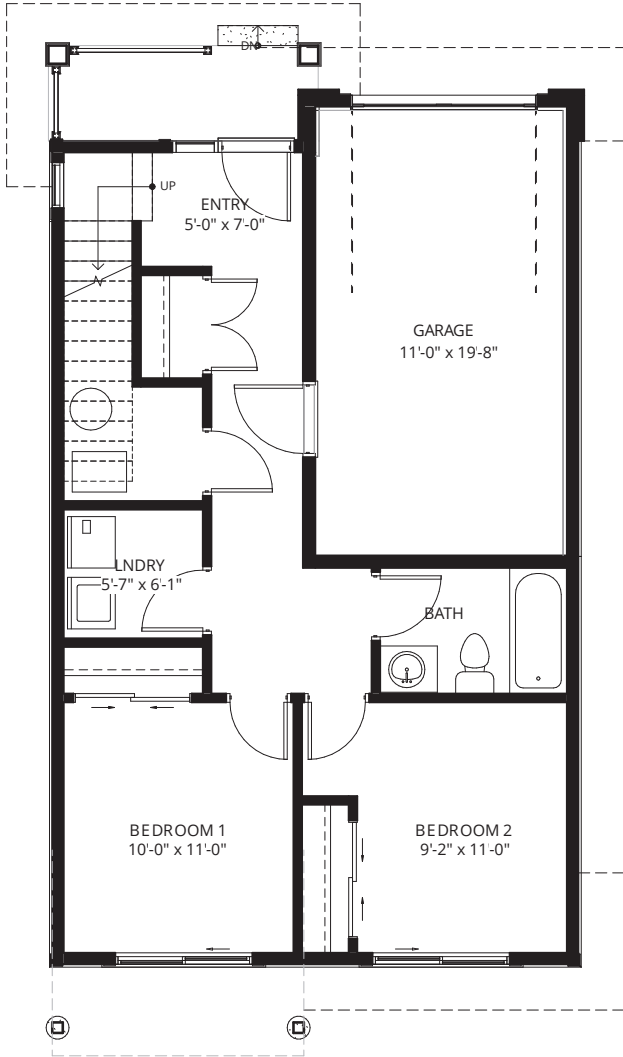 DN
UP
ENTRY
5'-0" x 7'-0"
GARAGE
11'-0" x 19'-8"
LNDRY
5'-7" x 6'-1"
BATH
BEDROOM 1
10'-0" x 11'-0"
BEDROOM 2
9'-2" x 11'-0"